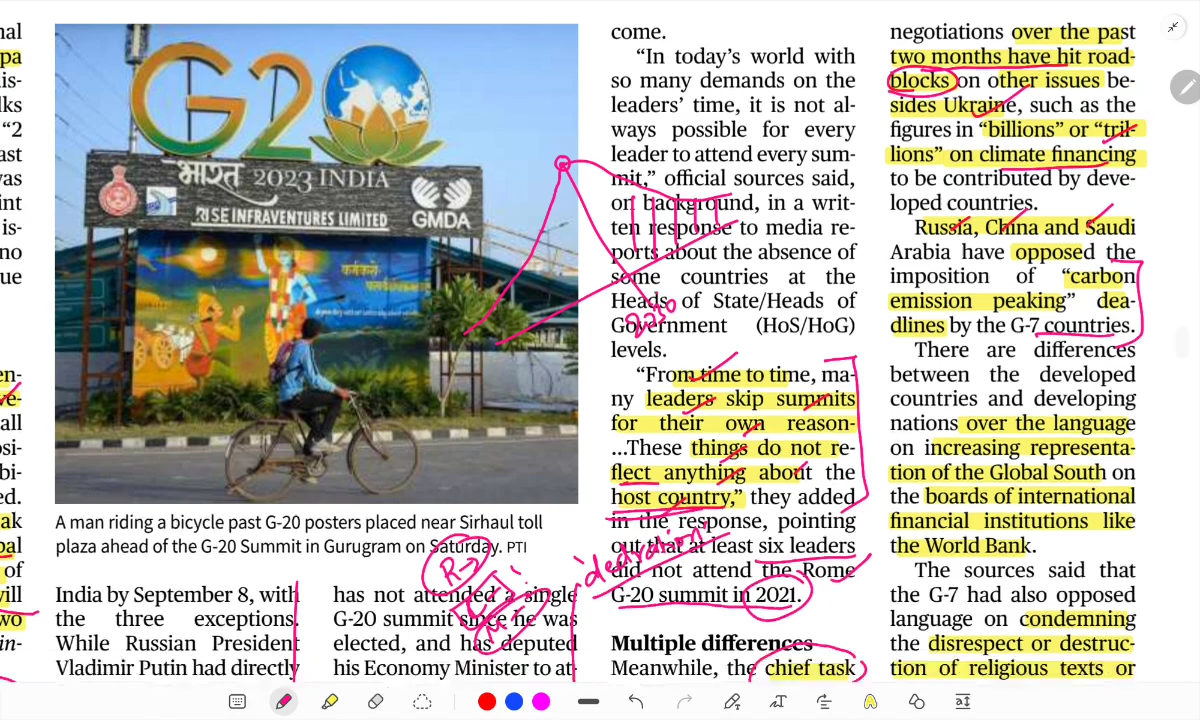 nal
pa
is-
lks
“2
ast
vas
int
is-
no
ue
en-
ve-
all
osi-
bi-
ed.
ak
pal
of
vill
wo
in-
G20
भारत 2023 INDIA
RISE INFRAVENTURES LIMITED
GMDA
A man riding a bicycle past G-20 posters placed near Sirhaul toll
plaza ahead of the G-20 Summit in Gurugram on Saturday. PTI
India by September 8, with
the three exceptions.
While Russian President
Vladimir Putin had directly
has not attended a single
G-20 summit since he was
elected, and has deputed
his Economy Minister to at-
come.
“In today’s world with
so many demands on the
leaders’ time, it is not al-
ways possible for every
leader to attend every sum-
mit,” official sources said,
on background, in a writ-
ten response to media re-
ports about the absence of
some countries at the
Heads of State/Heads of
Government (HoS/HoG)
levels.
“From time to time, ma-
ny leaders skip summits
for their own reason-
...These things do not re-
flect anything about the
host country,” they added
in the response, pointing
out that at least six leaders
did not attend the Rome
G-20 summit in 2021.
Multiple differences
Meanwhile, the chief task
negotiations over the past
two months have hit road-
blocks on other issues be-
sides Ukraine, such as the
figures in “billions” or “tril-
lions” on climate financing
to be contributed by deve-
loped countries.
Russia, China and Saudi
Arabia have opposed the
imposition of “carbon
emission peaking” dea-
dlines by the G-7 countries.
There are differences
between the developed
countries and developing
nations over the language
on increasing representa-
tion of the Global South on
the boards of international
financial institutions like
the World Bank.
The sources said that
the G-7 had also opposed
language on condemning
the disrespect or destruc-
tion of religious texts or
2030
R→